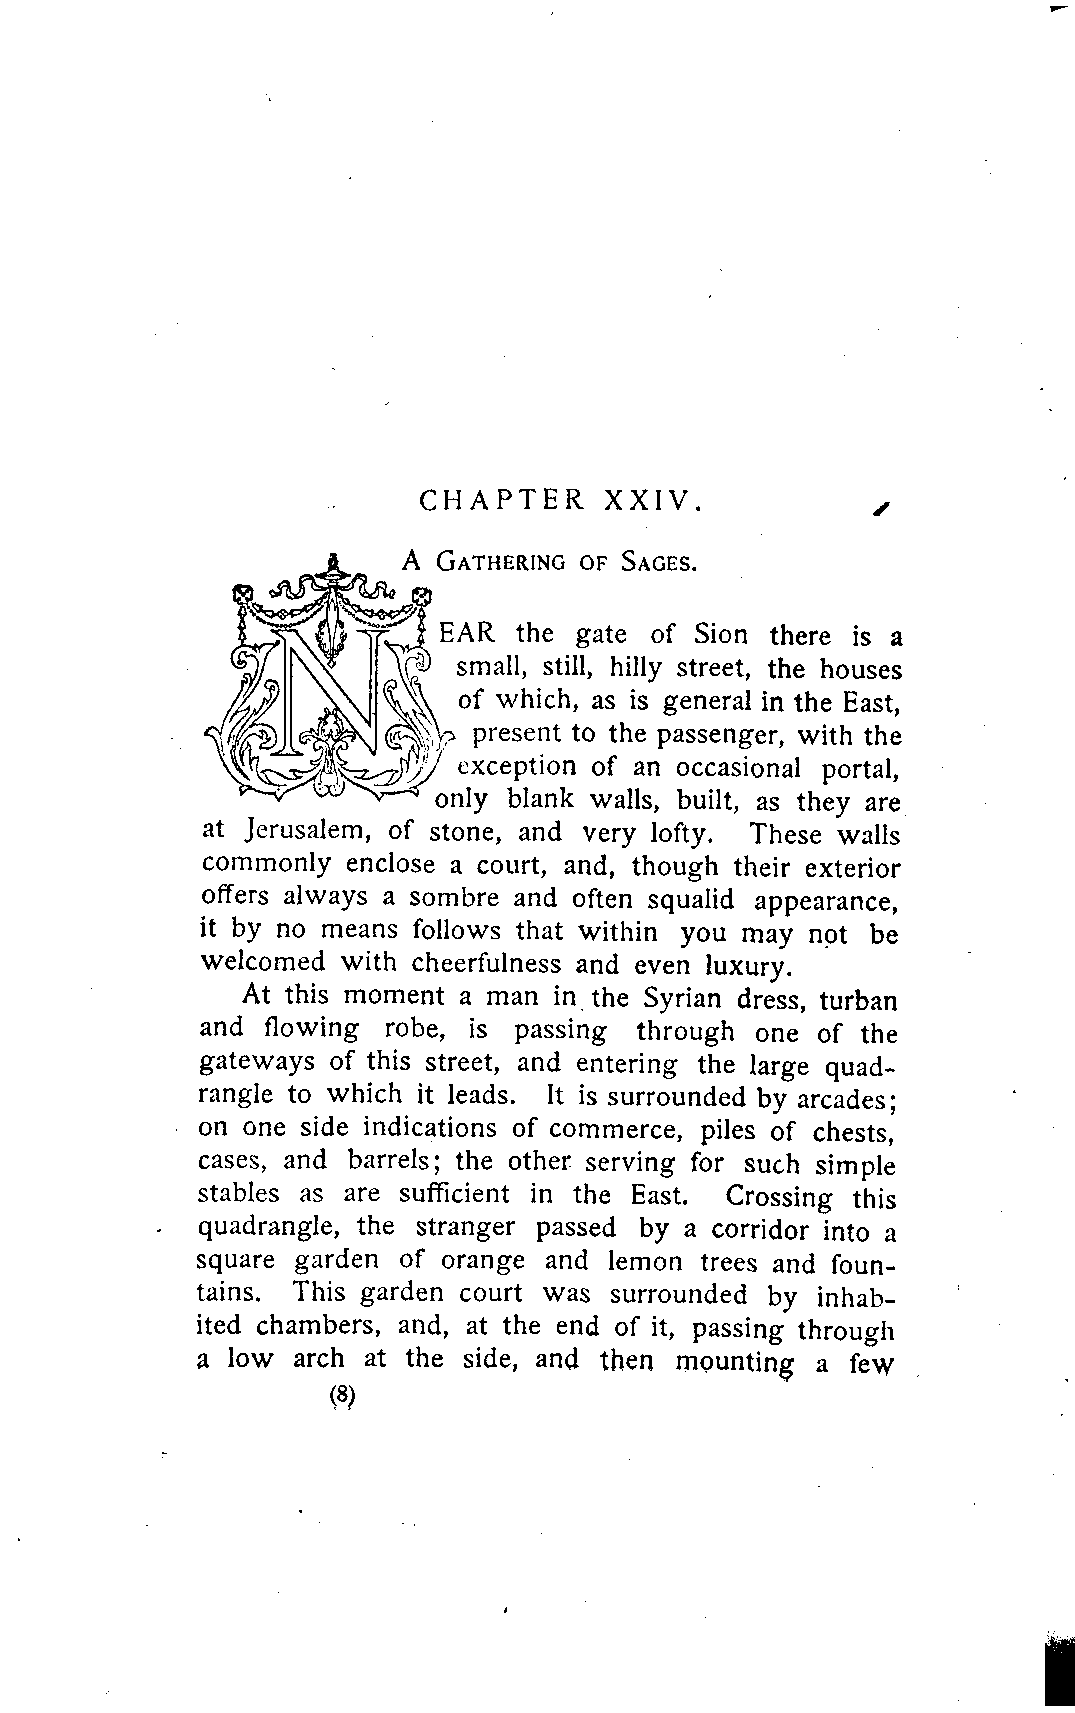 CHAPTER XXIV.
A GATHERING OF SAGES.
NEAR the gate of Sion there is a
small, still, hilly street, the houses
of which, as is general in the East,
present to the passenger, with the
exception of an occasional portal,
only blank walls, built, as they are
at Jerusalem, of stone, and very lofty. These walls
commonly enclose a court, and, though their exterior
offers always a sombre and often squalid appearance,
it by no means follows that within you may not be
welcomed with cheerfulness and even luxury.
At this moment a man in the Syrian dress, turban
and flowing robe, is passing through one of the
gateways of this street, and entering the large quad-
rangle to which it leads. It is surrounded by arcades;
on one side indications of commerce, piles of chests,
cases, and barrels; the other serving for such simple
stables as are sufficient in the East. Crossing this
quadrangle, the stranger passed by a corridor into a
square garden of orange and lemon trees and foun-
tains. This garden court was surrounded by inhab-
ited chambers, and, at the end of it, passing through
a low arch at the side, and then mounting a few
(8)